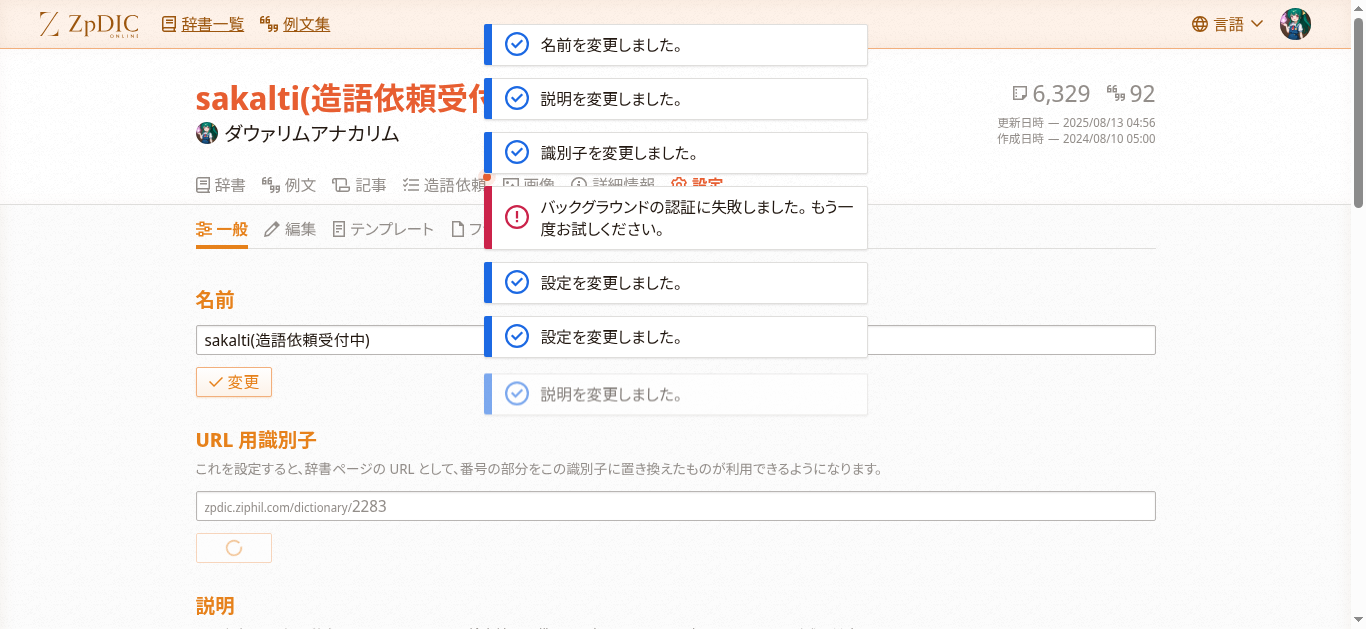 ZpDIC
ONLINE
辞書一覧
例文集
言語
sakalti(造語依頼受付
ダウァリムアナカリム
6,329
92
更新日時 — 2025/08/13 04:56
作成日時 — 2024/08/10 05:00
名前を変更しました。
説明を変更しました。
識別子を変更しました。
バックグラウンドの認証に失敗しました。もう一
度お試しください。
設定を変更しました。
設定を変更しました。
説明を変更しました。
辞書
例文
記事
造語依頼
画像
詳細情報
設定
一般
編集
テンプレート
名前
sakalti(造語依頼受付中)
変更
URL 用識別子
これを設定すると、辞書ページの URL として、番号の部分をこの識別子に置き換えたものが利用できるようになります。
zpdic.ziphil.com/dictionary/2283
説明